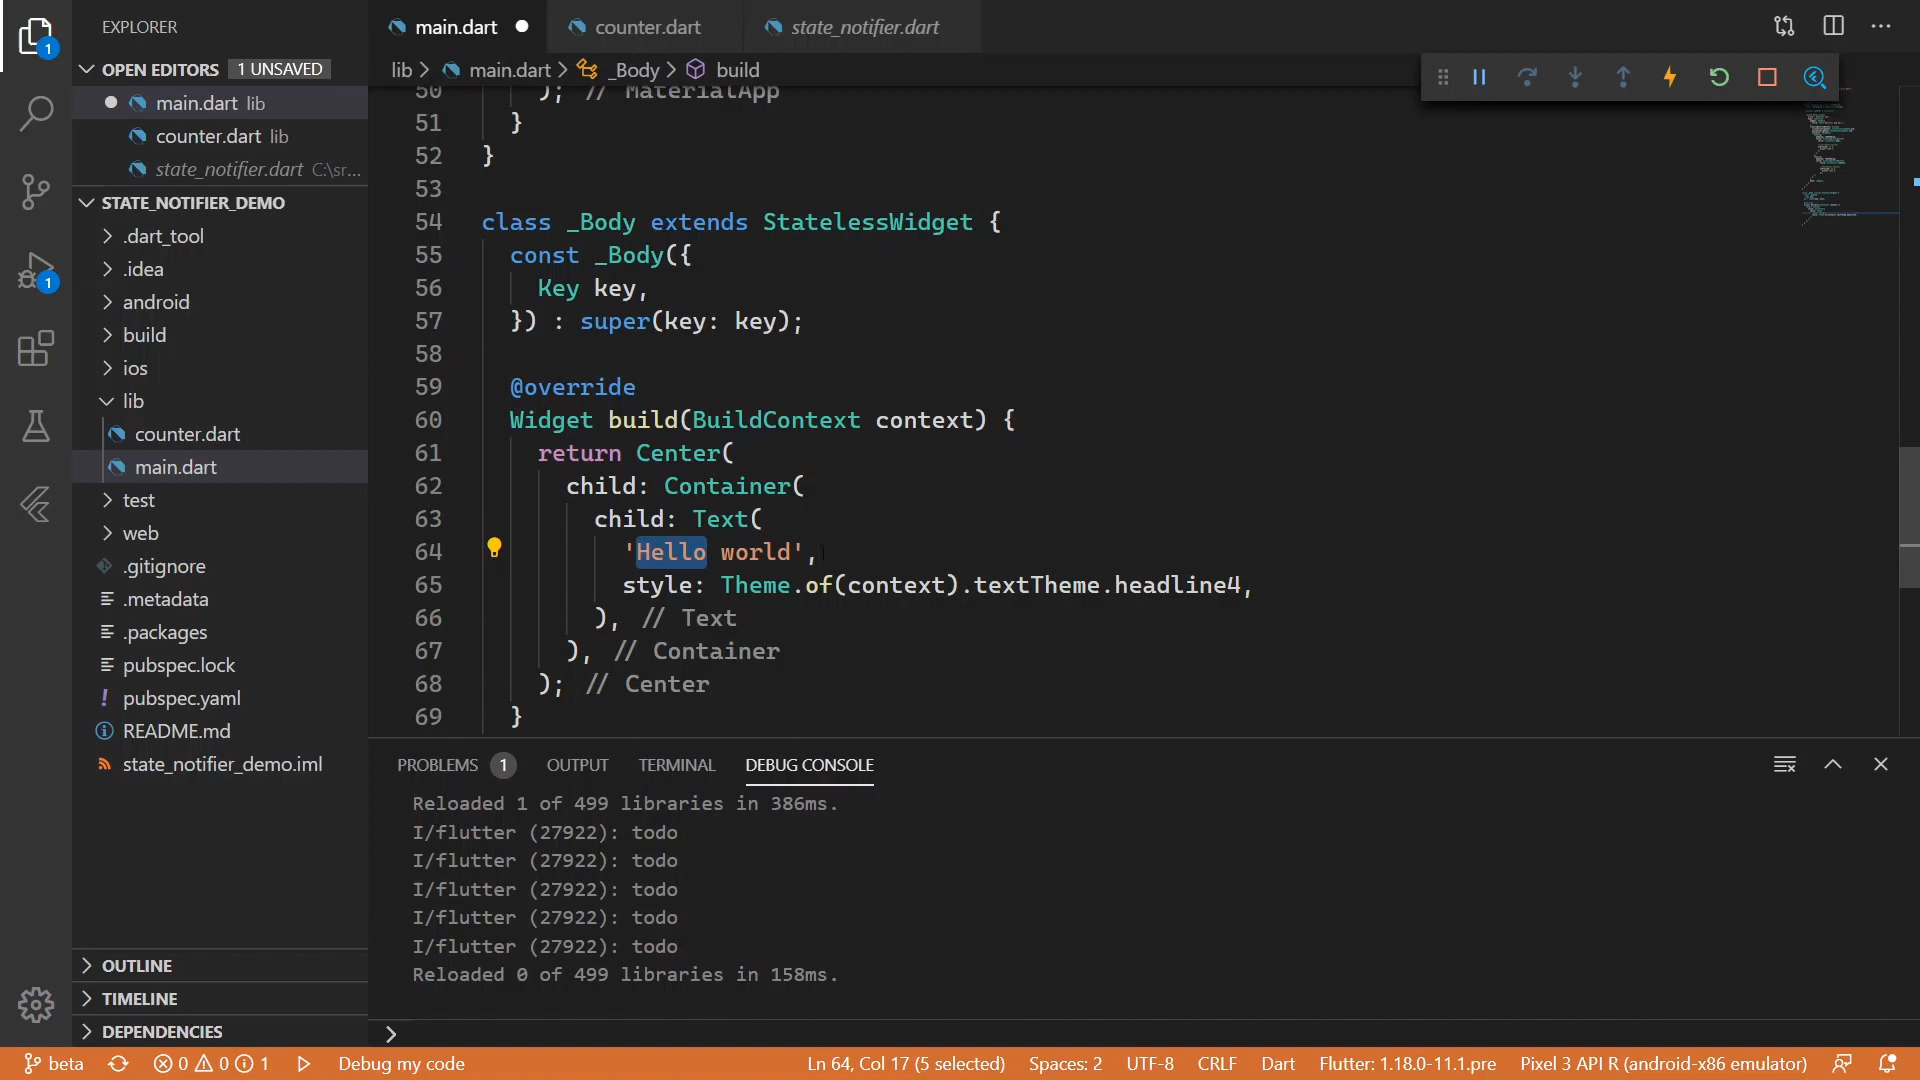 EXPLORER
OPEN EDITORS 1 UNSAVED
main.dart lib
counter.dart lib
state_notifier.dart C:\sr...
STATE_NOTIFIER_DEMO
.dart_tool
.idea
android
build
ios
lib
counter.dart
main.dart
test
web
.gitignore
.metadata
.packages
pubspec.lock
pubspec.yaml
README.md
state_notifier_demo.iml
OUTLINE
TIMELINE
DEPENDENCIES
main.dart
counter.dart
state_notifier.dart
lib > main.dart > _Body > build
50 ); // MaterialApp
51 }
52 }
53
54 class _Body extends StatelessWidget {
55 const _Body({
56 Key key,
57 }) : super(key: key);
58
59 @override
60 Widget build(BuildContext context) {
61 return Center(
62 child: Container(
63 child: Text(
64 'Hello world',
65 style: Theme.of(context).textTheme.headline4,
66 ), // Text
67 ), // Container
68 ); // Center
69 }
PROBLEMS 1 OUTPUT TERMINAL DEBUG CONSOLE
Reloaded 1 of 499 libraries in 386ms.
I/flutter (27922): todo
I/flutter (27922): todo
I/flutter (27922): todo
I/flutter (27922): todo
I/flutter (27922): todo
Reloaded 0 of 499 libraries in 158ms.
1
1
beta 0 0 1 Debug my code Ln 64, Col 17 (5 selected) Spaces: 2 UTF-8 CRLF Dart Flutter: 1.18.0-11.1.pre Pixel 3 API R (android-x86 emulator)